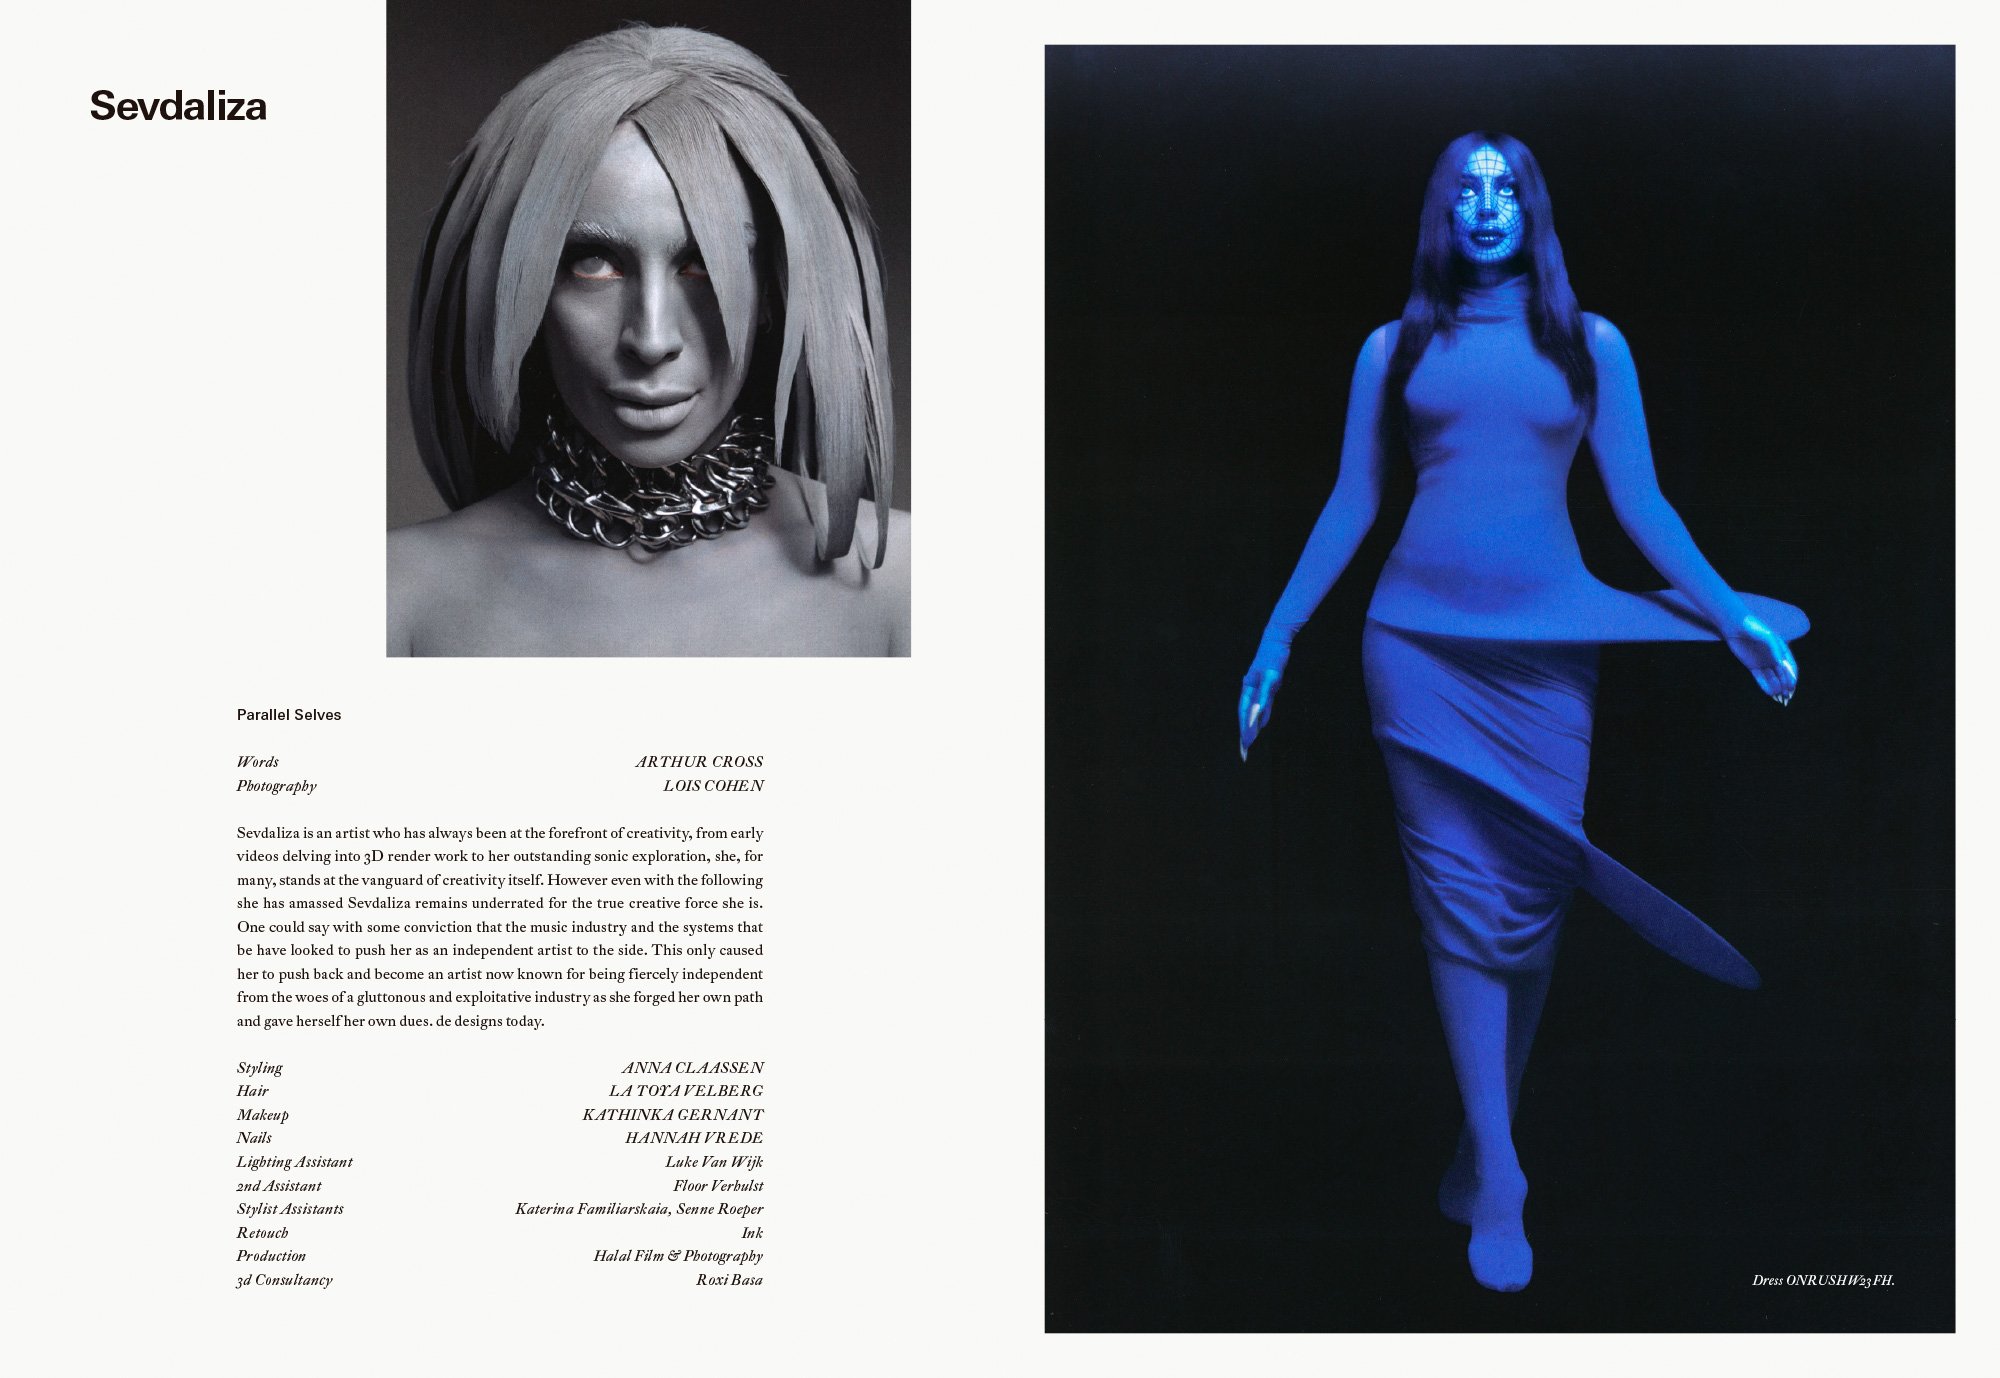 Sevdaliza
Parallel Selves
Words ARTHUR CROSS
Photography LOIS COHEN
Sevdaliza is an artist who has always been at the forefront of creativity, from early
videos delving into 3D render work to her outstanding sonic exploration, she, for
many, stands at the vanguard of creativity itself. However even with the following
she has amassed Sevdaliza remains underrated for the true creative force she is.
One could say with some conviction that the music industry and the systems that
be have looked to push her as an independent artist to the side. This only caused
her to push back and become an artist now known for being fiercely independent
from the woes of a gluttonous and exploitative industry as she forged her own path
and gave herself her own dues. de designs today.
Styling ANNA CLAASSEN
Hair LA TOYA VELBERG
Makeup KATHINKA GERNANT
Nails HANNAH VREDE
Lighting Assistant Luke Van Wijk
2nd Assistant Floor Verhulst
Stylist Assistants Katerina Familiarskaia, Senne Roeper
Retouch Ink
Production Halal Film & Photography
3d Consultancy Roxi Basa
Dress ONRUSHW23FH.